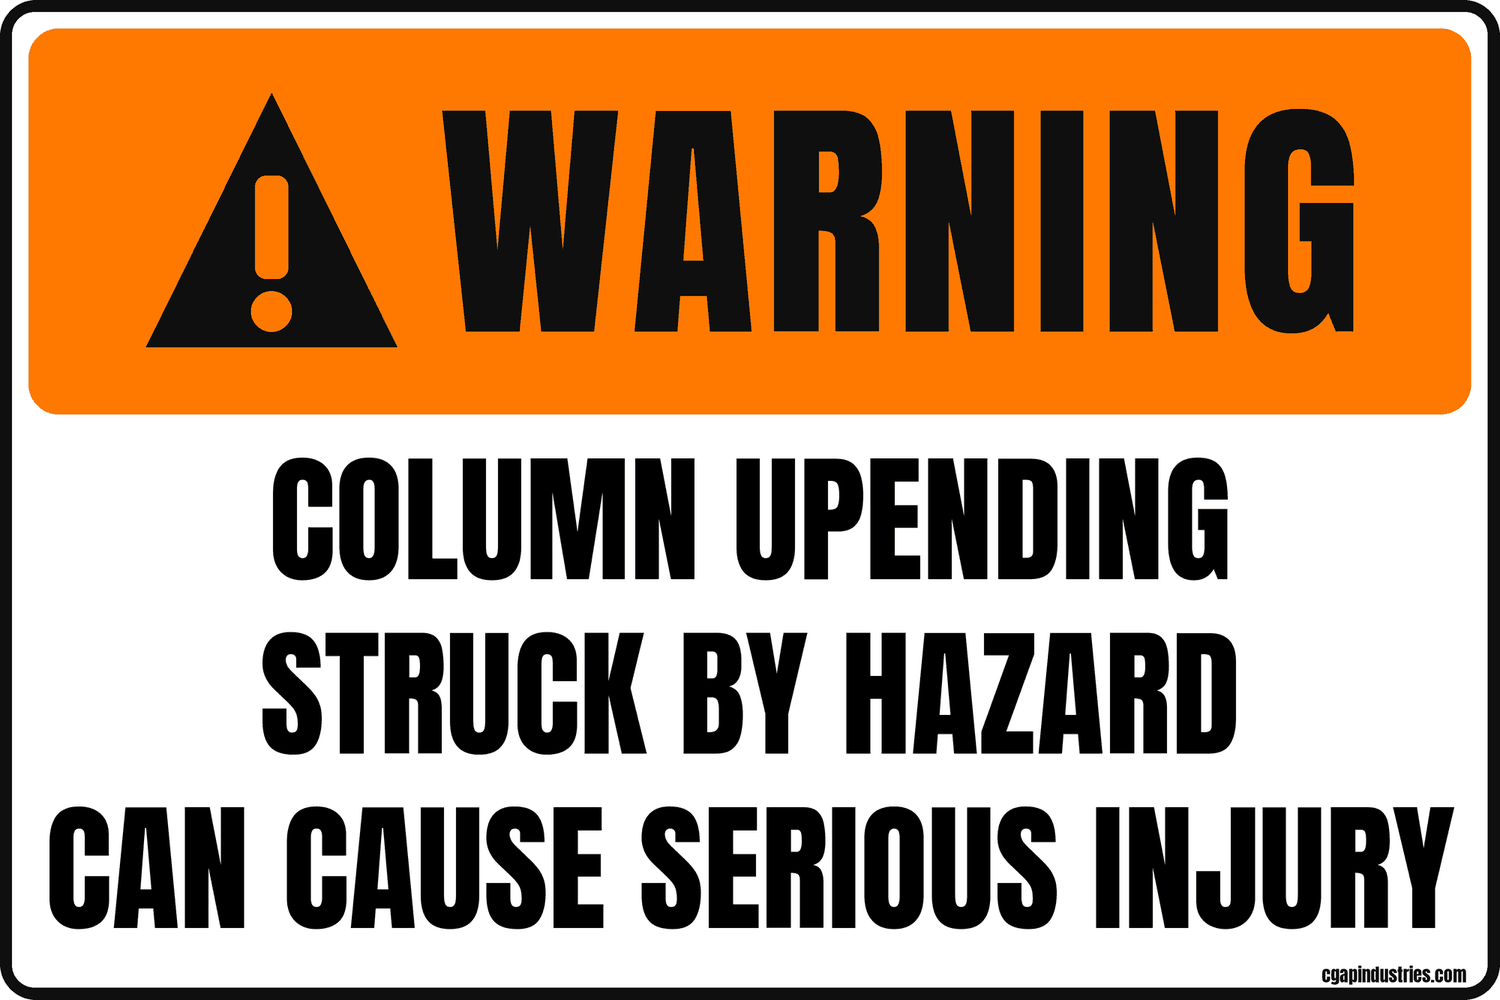 WARNING
COLUMN UPENDING
STRUCK BY HAZARD
CAN CAUSE SERIOUS INJURY
cgapindustries.com